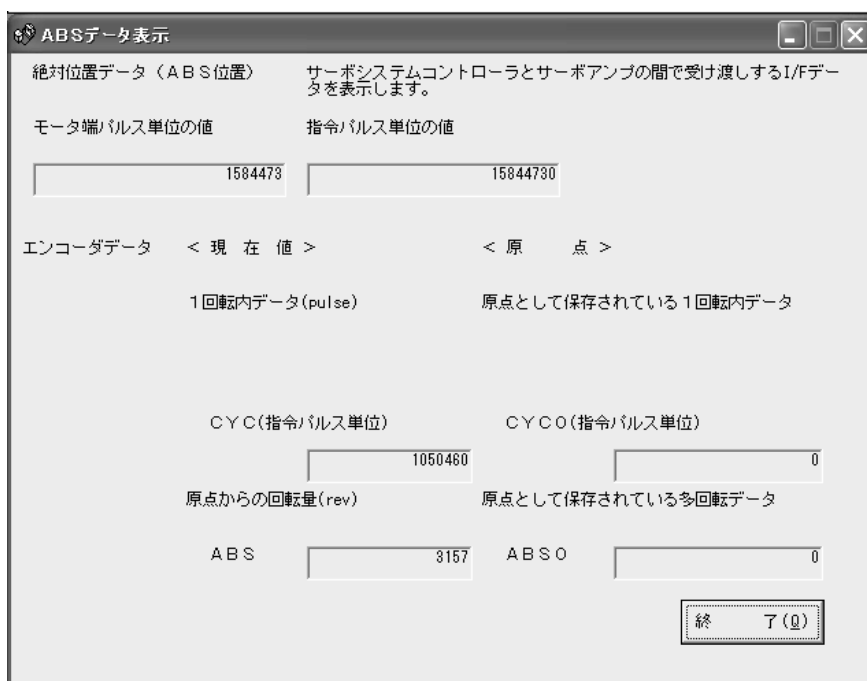 ABSデータ表示
絶対位置データ（ＡＢＳ位置）
サーボシステムコントローラとサーボアンプの間で受け渡しするI/Fデー
タを表示します。
モータ端パルス単位の値
指令パルス単位の値
1584473
15844730
エンコーダデータ
＜ 現 在 値 ＞
＜ 原 点 ＞
１回転内データ(pulse)
原点として保存されている１回転内データ
ＣＹＣ(指令パルス単位)
ＣＹＣ０(指令パルス単位)
1050460
0
原点からの回転量(rev)
原点として保存されている多回転データ
ＡＢＳ
3157
ＡＢＳ０
0
終 了(Q)